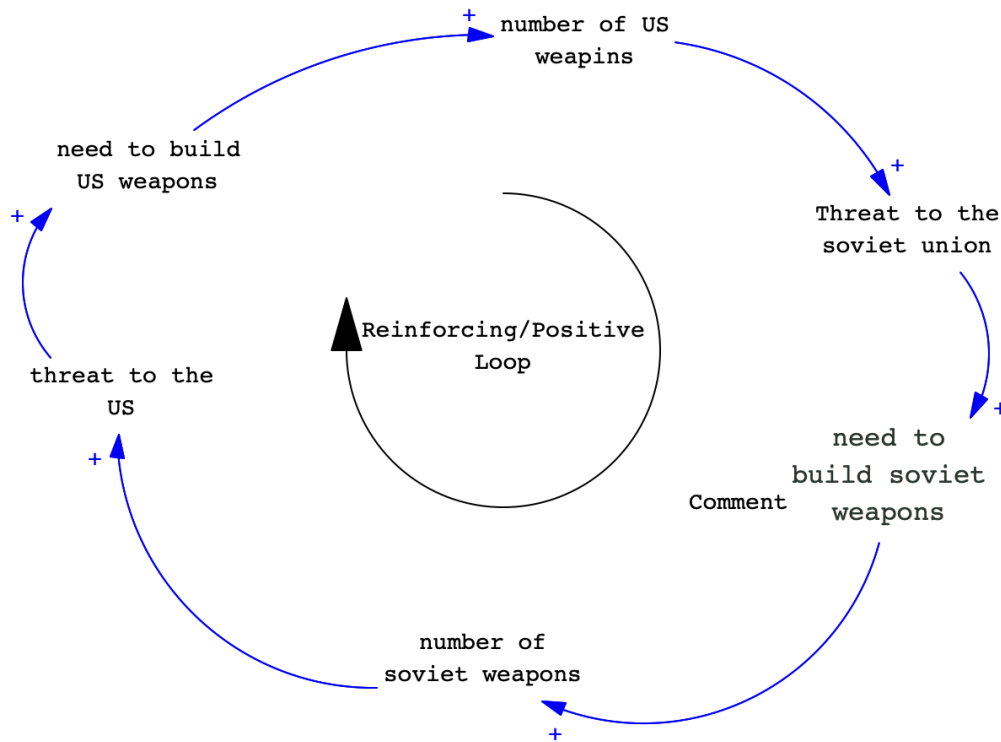 +
number of US
weapins
need to build
US weapons
+
Threat to the
soviet union
+
Reinforcing/Positive
Loop
threat to the
US
+
need to
build soviet
weapons
+
Comment
number of
soviet weapons
+